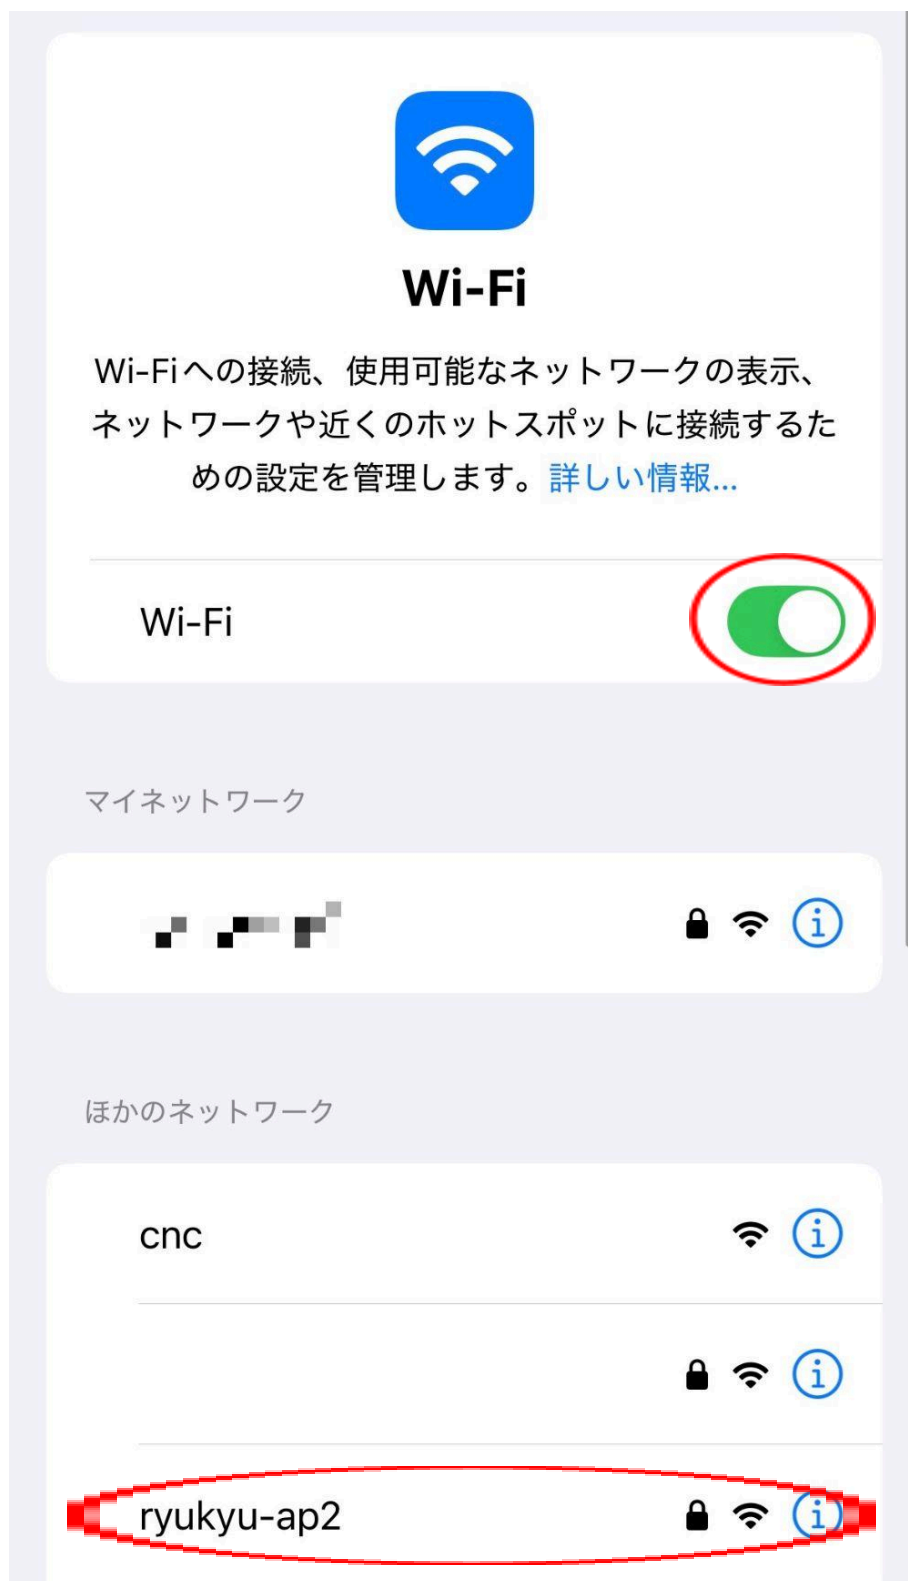 Wi-Fi
Wi-Fiへの接続、使用可能なネットワークの表示、
ネットワークや近くのホットスポットに接続するた
めの設定を管理します。詳しい情報...
Wi-Fi
マイネットワーク
ほかのネットワーク
cnc
ryukyu-ap2